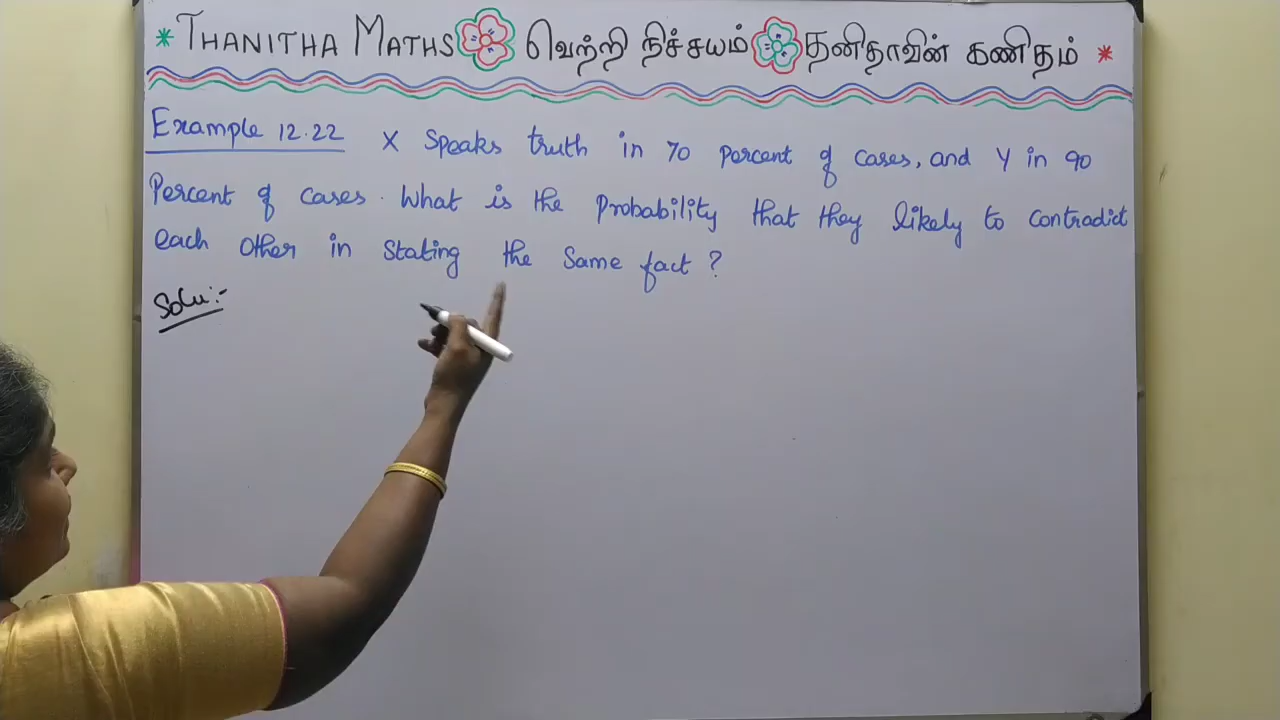 * THANITHA MATHS வெற்றி நிச்சயம் தனிதாவின் கணிதம் *
Example 12.22 X Speaks truth in 70 percent of cases, and Y in 90
Percent of cases. What is the probability that they likely to contradict
each other in stating the same fact?
Solu:-